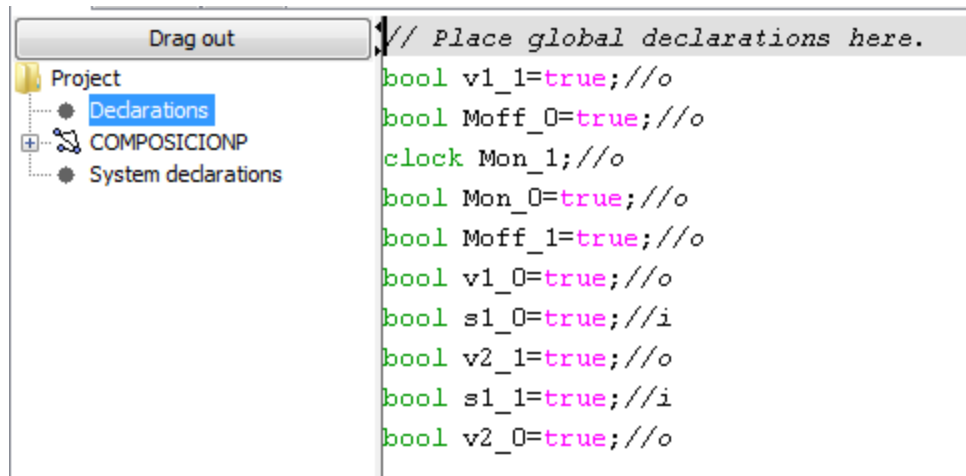 Drag out
Project
Declarations
COMPOSICIONP
System declarations
// Place global declarations here.
bool v1_1=true;//o
bool Moff_0=true;//o
clock Mon_1;//o
bool Mon_0=true;//o
bool Moff_1=true;//o
bool v1_0=true;//o
bool s1_0=true;//i
bool v2_1=true;//o
bool s1_1=true;//i
bool v2_0=true;//o